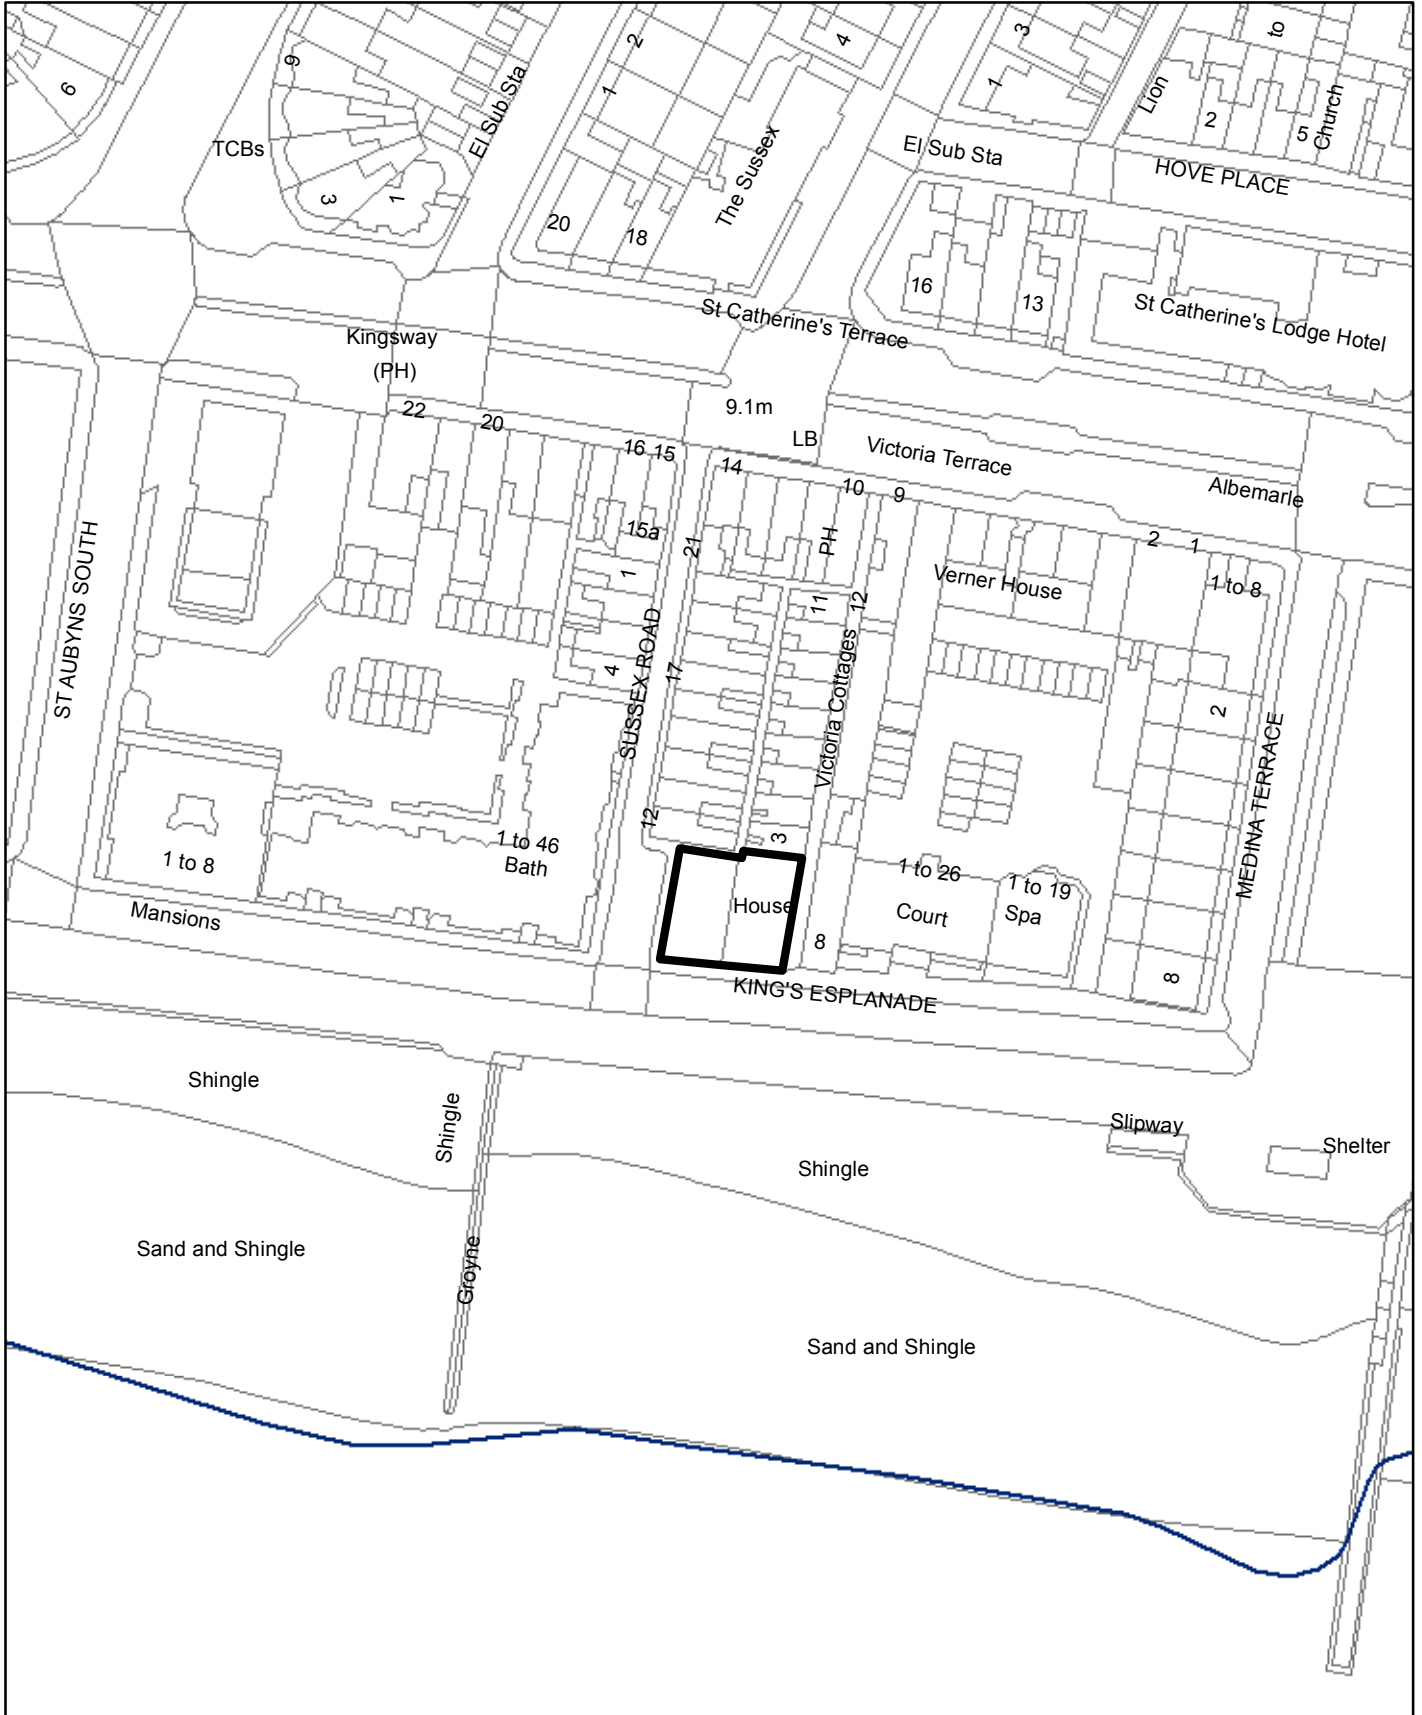 6
9
TCBs
3
1
El Sub Sta
2
1
20
18
The Sussex
4
3
1
Lion
2
5
to
Church
El Sub Sta
HOVE PLACE
16
13
St Catherine's Lodge Hotel
St Catherine's Terrace
Kingsway
(PH)
9.1m
LB
22
20
16
15
14
10
9
Victoria Terrace
Albemarle
2
1
1 to 8
15a
1
4
21
17
12
PH
11
12
3
Verner House
ST AUBYNS SOUTH
SUSSEX ROAD
Victoria Cottages
2
MEDINA TERRACE
1 to 8
1 to 46
Bath
House
8
1 to 26
Court
1 to 19
Spa
8
Mansions
KING'S ESPLANADE
Shingle
Shingle
Shingle
Slipway
Shelter
Sand and Shingle
Groyne
Sand and Shingle